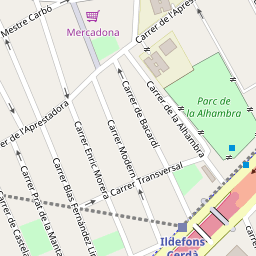 Mestre Carbó
Mercadona
Carrer de l'Apres
Carrer de l'Aprestadora
Parc de
la Alhambra
Carrer de la Alhambra
Carrer de Bacardí
Carrer Modern
Carrer Enric Morera
Carrer Transversal
Carrer Blas Fernández Li
Carrer Prat de la Manta
Carrer de Castel
Ildefons
Cerdà